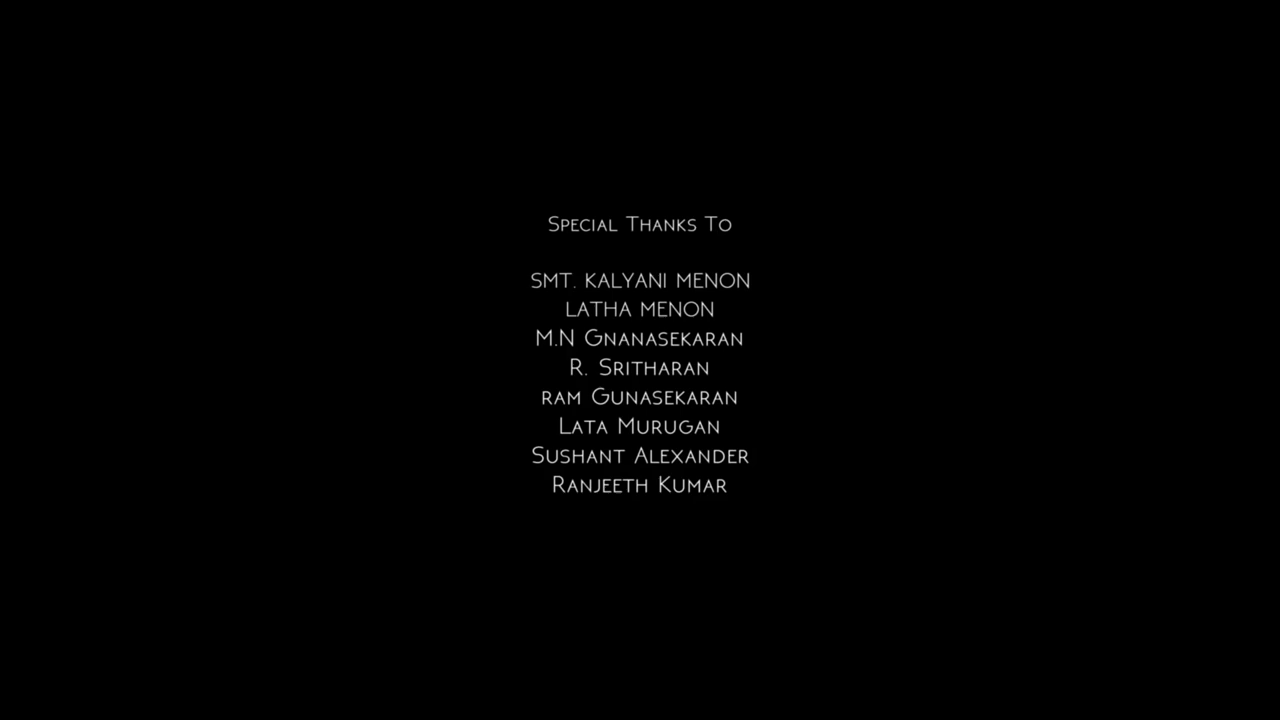 Special Thanks To
SMT. KALYANI MENON
LATHA MENON
M.N Gnanasekaran
R. Sritharan
ram Gunasekaran
Lata Murugan
Sushant Alexander
Ranjeeth Kumar